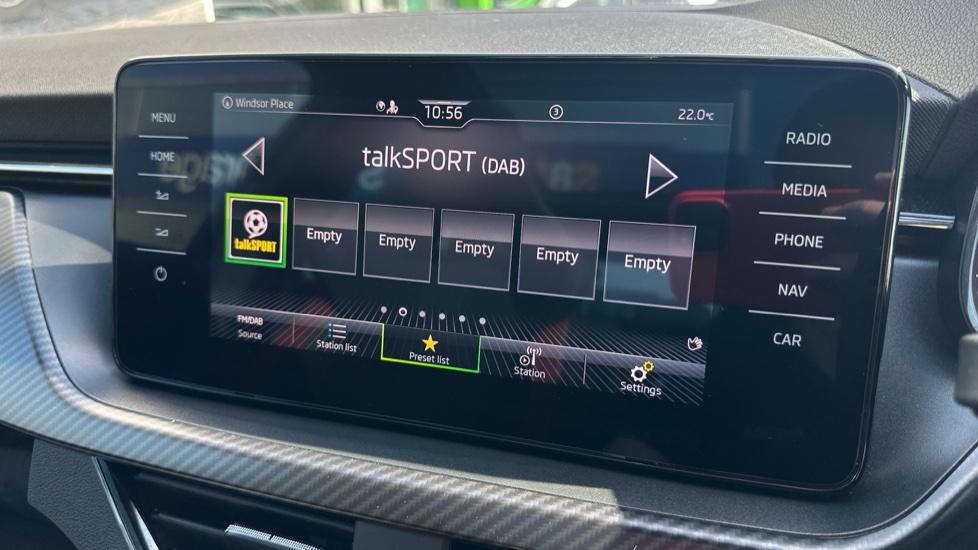 Windsor Place
10:56
3
22.0°C
MENU
HOME
talkSPORT (DAB)
talkSPORT
Empty
Empty
Empty
Empty
Empty
FM/DAB
Source
Station list
Preset list
Station
Settings
RADIO
MEDIA
PHONE
NAV
CAR